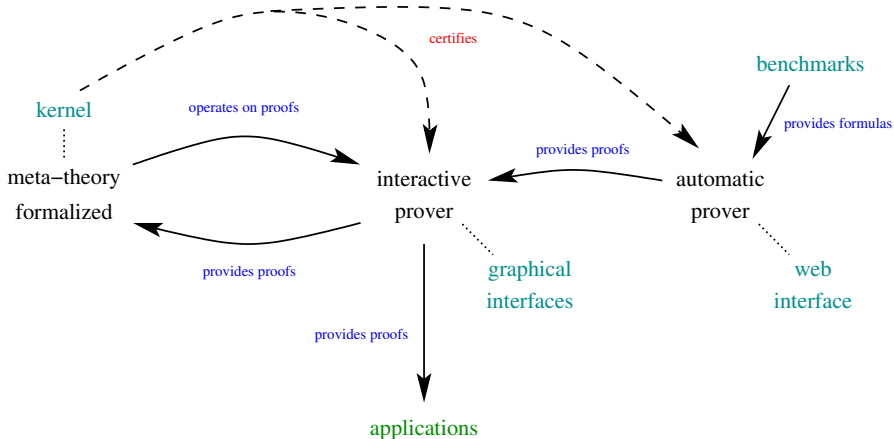 certifies
benchmarks
kernel
operates on proofs
provides formulas
provides proofs
meta−theory
formalized
interactive
prover
automatic
prover
provides proofs
graphical
interfaces
web
interface
provides proofs
applications